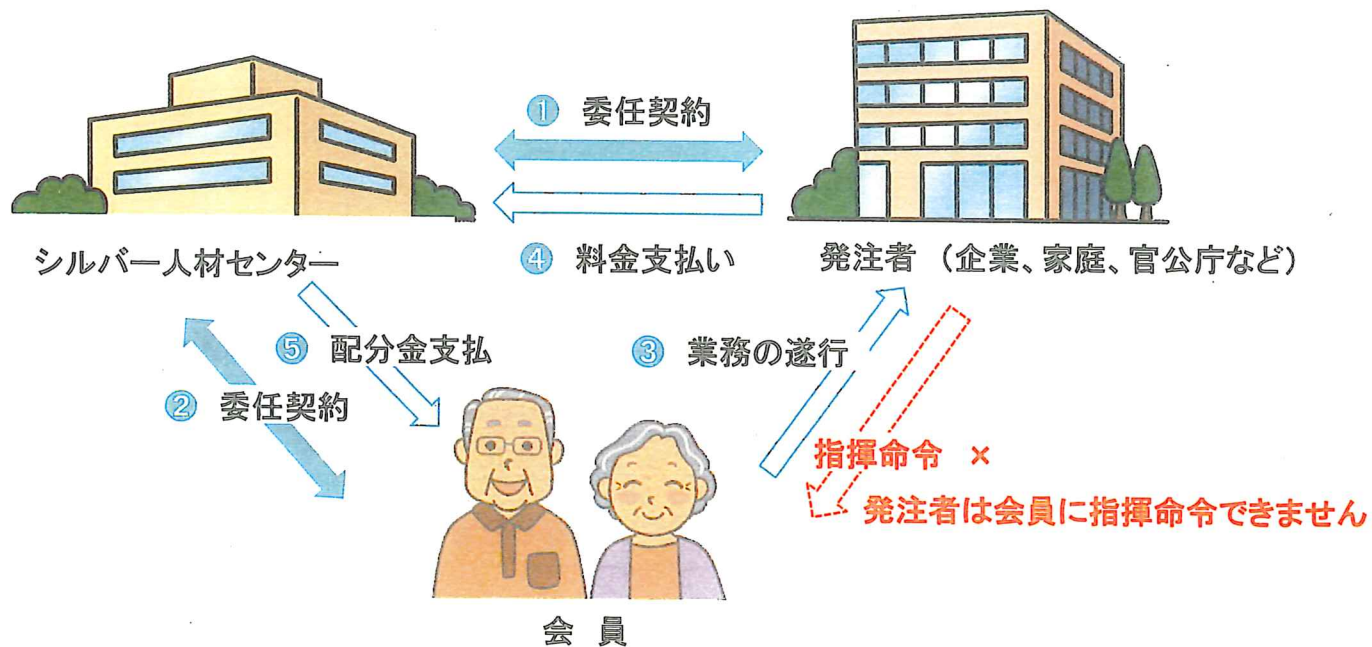 ① 委任契約
シルバー人材センター
④ 料金支払い
発注者 （企業、家庭、官公庁など）
⑤ 配分金支払
③ 業務の遂行
② 委任契約
指揮命令 ×
発注者は会員に指揮命令できません
会 員